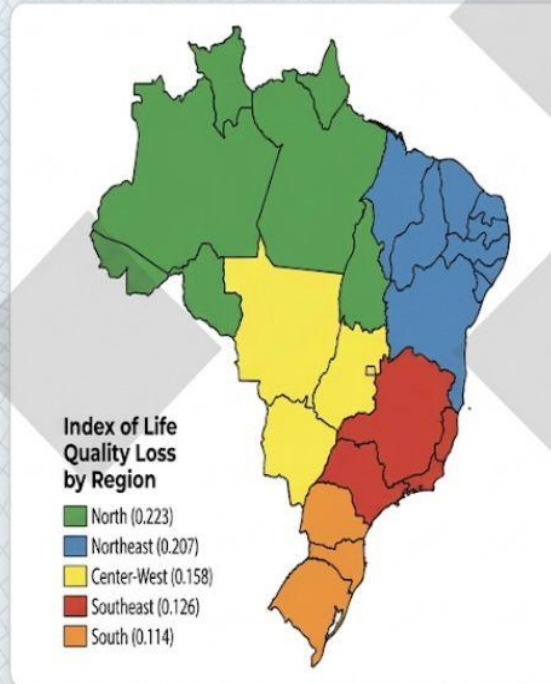 Index of Life
Quality Loss
by Region
North (0.223)
Northeast (0.207)
Center-West (0.158)
Southeast (0.126)
South (0.114)